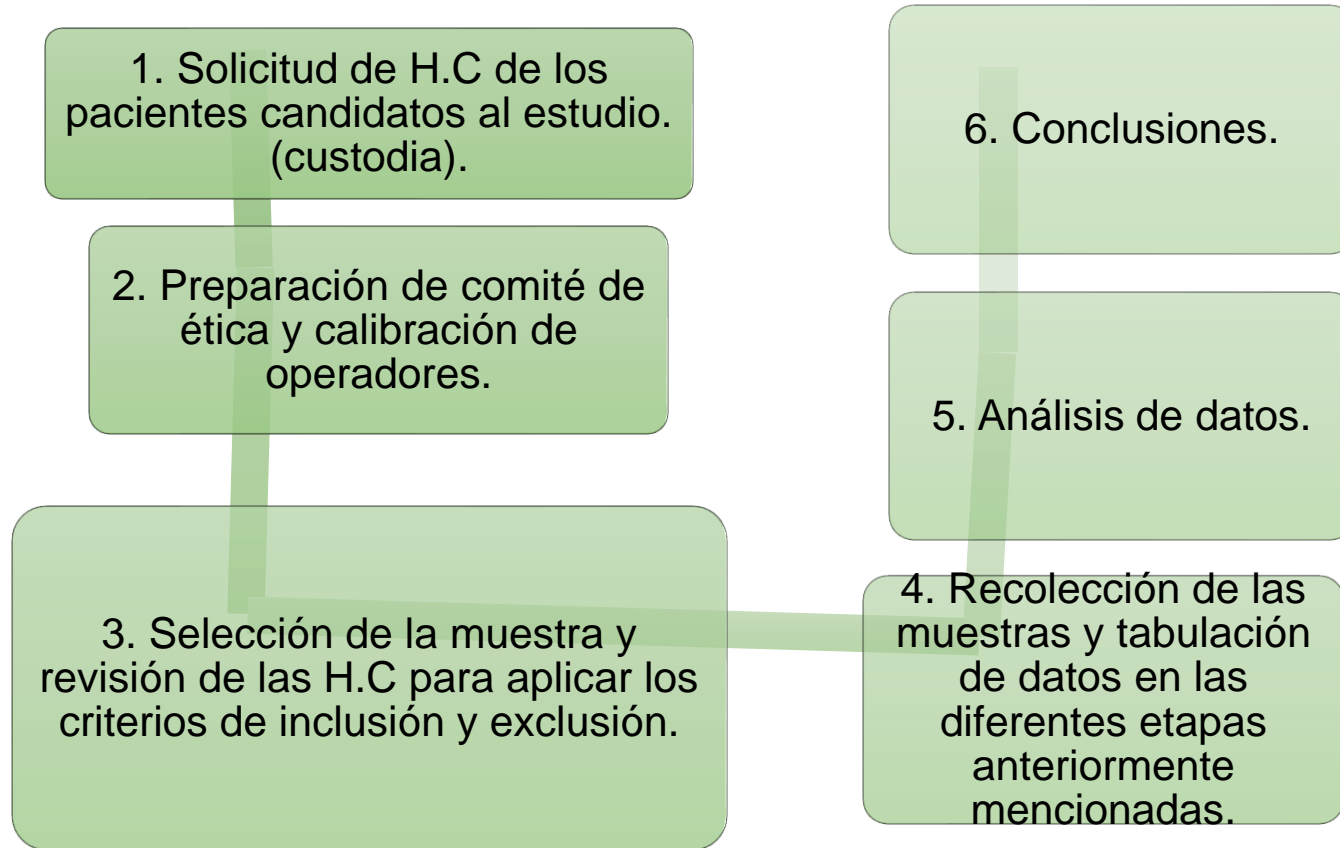 1. Solicitud de H.C de los
pacientes candidatos al estudio.
(custodia).
2. Preparación de comité de
ética y calibración de
operadores.
3. Selección de la muestra y
revisión de las H.C para aplicar los
criterios de inclusión y exclusión.
4. Recolección de las
muestras y tabulación
de datos en las
diferentes etapas
anteriormente
mencionadas.
5. Análisis de datos.
6. Conclusiones.